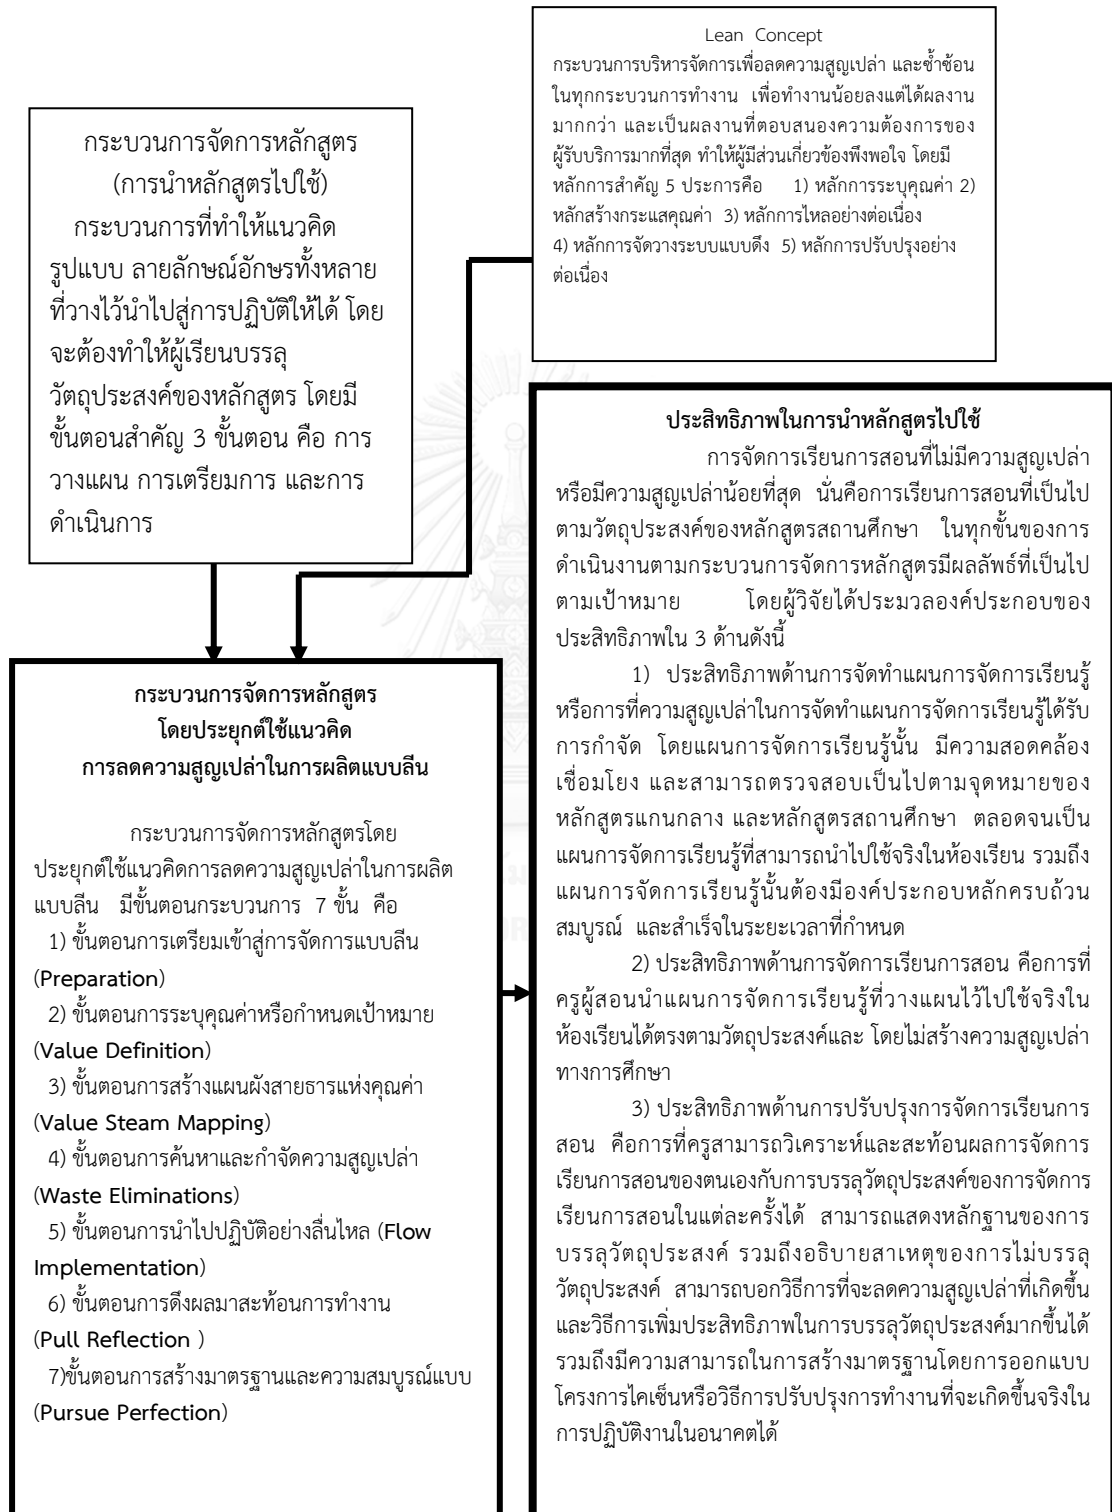 Lean Concept
กระบวนการบริหารจัดการเพื่อลดความสูญเปล่า และซ้ำซ้อน
ในทุกกระบวนการทำงาน เพื่อทำงานน้อยลงแต่ได้ผลงาน
มากกว่า และเป็นผลงานที่ตอบสนองความต้องการของ
ผู้รับบริการมากที่สุด ทำให้ผู้มีส่วนเกี่ยวข้องพึงพอใจ โดยมี
หลักการสำคัญ 5 ประการคือ 1) หลักการระบุคุณค่า 2)
หลักสร้างกระแสคุณค่า 3) หลักการไหลอย่างต่อเนื่อง
4) หลักการจัดวางระบบแบบดึง 5) หลักการปรับปรุงอย่าง
ต่อเนื่อง
กระบวนการจัดการหลักสูตร
(การนำหลักสูตรไปใช้)
กระบวนการที่ทำให้แนวคิด
รูปแบบ ลายลักษณ์อักษรทั้งหลาย
ที่วางไว้นำไปสู่การปฏิบัติให้ได้ โดย
จะต้องทำให้ผู้เรียนบรรลุ
วัตถุประสงค์ของหลักสูตร โดยมี
ขั้นตอนสำคัญ 3 ขั้นตอน คือ การ
วางแผน การเตรียมการ และการ
ดำเนินการ
กระบวนการจัดการหลักสูตร
โดยประยุกต์ใช้แนวคิด
การลดความสูญเปล่าในการผลิตแบบลีน
กระบวนการจัดการหลักสูตรโดย
ประยุกต์ใช้แนวคิดการลดความสูญเปล่าในการผลิต
แบบลีน มีขั้นตอนกระบวนการ 7 ขั้น คือ
1) ขั้นตอนการเตรียมเข้าสู่การจัดการแบบลีน
(Preparation)
2) ขั้นตอนการระบุคุณค่าหรือกำหนดเป้าหมาย
(Value Definition)
3) ขั้นตอนการสร้างแผนผังสายธารแห่งคุณค่า
(Value Steam Mapping)
4) ขั้นตอนการค้นหาและกำจัดความสูญเปล่า
(Waste Eliminations)
5) ขั้นตอนการนำไปปฏิบัติอย่างลื่นไหล (Flow
Implementation)
6) ขั้นตอนการดึงผลมาสะท้อนการทำงาน
(Pull Reflection )
7)ขั้นตอนการสร้างมาตรฐานและความสมบูรณ์แบบ
(Pursue Perfection)
ประสิทธิภาพในการนำหลักสูตรไปใช้
การจัดการเรียนการสอนที่ไม่มีความสูญเปล่า
หรือมีความสูญเปล่าน้อยที่สุด นั่นคือการเรียนการสอนที่เป็นไป
ตามวัตถุประสงค์ของหลักสูตรสถานศึกษา ในทุกขั้นของการ
ดำเนินงานตามกระบวนการจัดการหลักสูตรมีผลลัพธ์ที่เป็นไป
ตามเป้าหมาย โดยผู้วิจัยได้ประมวลองค์ประกอบของ
ประสิทธิภาพใน 3 ด้านดังนี้
1) ประสิทธิภาพด้านการจัดทำแผนการจัดการเรียนรู้
หรือการที่ความสูญเปล่าในการจัดทำแผนการจัดการเรียนรู้ได้รับ
การกำจัด โดยแผนการจัดการเรียนรู้นั้น มีความสอดคล้อง
เชื่อมโยง และสามารถตรวจสอบเป็นไปตามจุดหมายของ
หลักสูตรแกนกลาง และหลักสูตรสถานศึกษา ตลอดจนเป็น
แผนการจัดการเรียนรู้ที่สามารถนำไปใช้จริงในห้องเรียน รวมถึง
แผนการจัดการเรียนรู้นั้นต้องมีองค์ประกอบหลักครบถ้วน
สมบูรณ์ และสำเร็จในระยะเวลาที่กำหนด
2) ประสิทธิภาพด้านการจัดการเรียนการสอน คือการที่
ครูผู้สอนนำแผนการจัดการเรียนรู้ที่วางแผนไว้ไปใช้จริงใน
ห้องเรียนได้ตรงตามวัตถุประสงค์และ โดยไม่สร้างความสูญเปล่า
ทางการศึกษา
3) ประสิทธิภาพด้านการปรับปรุงการจัดการเรียนการ
สอน คือการที่ครูสามารถวิเคราะห์และสะท้อนผลการจัดการ
เรียนการสอนของตนเองกับการบรรลุวัตถุประสงค์ของการจัดการ
เรียนการสอนในแต่ละครั้งได้ สามารถแสดงหลักฐานของการ
บรรลุวัตถุประสงค์ รวมถึงอธิบายสาเหตุของการไม่บรรลุ
วัตถุประสงค์ สามารถบอกวิธีการที่จะลดความสูญเปล่าที่เกิดขึ้น
และวิธีการเพิ่มประสิทธิภาพในการบรรลุวัตถุประสงค์มากขึ้นได้
รวมถึงมีความสามารถในการสร้างมาตรฐานโดยการออกแบบ
โครงการไคเซ็นหรือวิธีการปรับปรุงการทำงานที่จะเกิดขึ้นจริงใน
การปฏิบัติงานในอนาคตได้